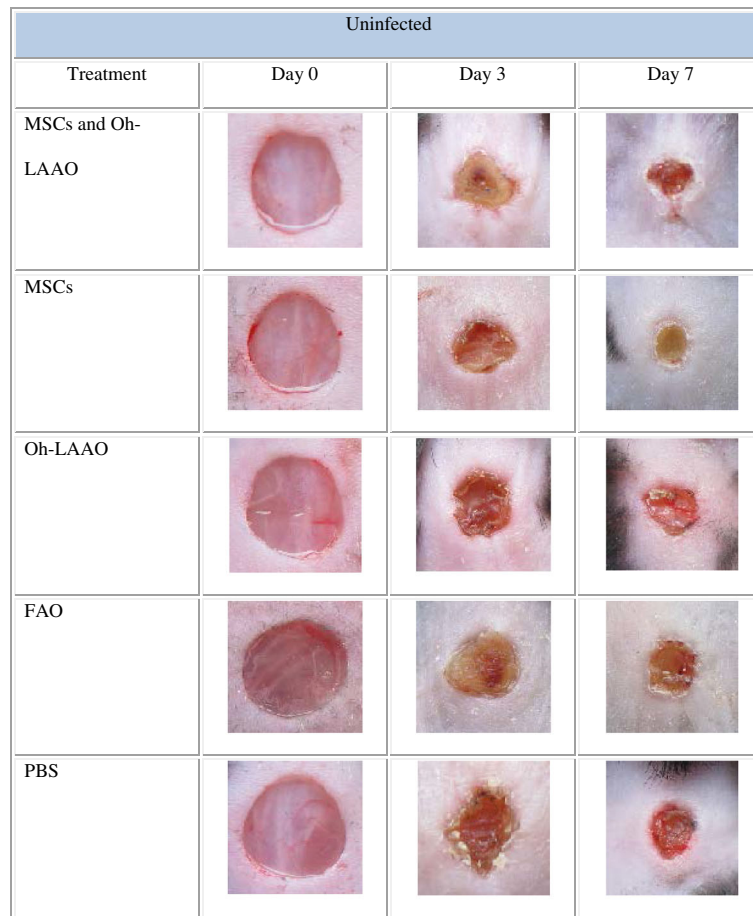 Uninfected
Treatment Day 0 Day 3 Day 7
MSCs and Oh-
LAAO
MSCs
Oh-LAAO
FAO
PBS